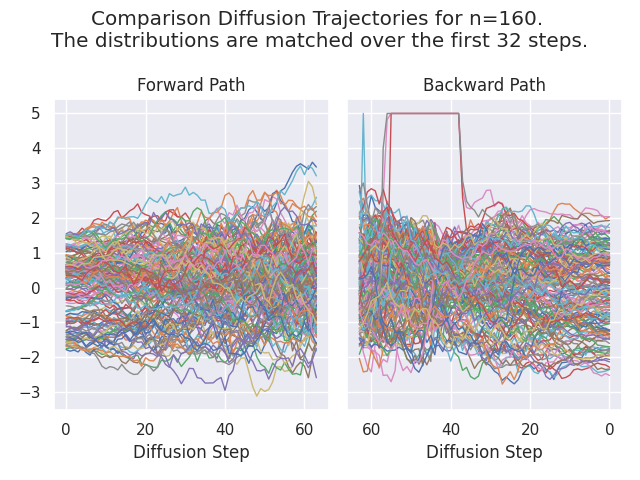 Comparison Diffusion Trajectories for n=160.
The distributions are matched over the first 32 steps.
Forward Path
Backward Path
5
4
3
2
1
0
−1
−2
−3
0 20 40 60
60 40 20 0
Diffusion Step
Diffusion Step